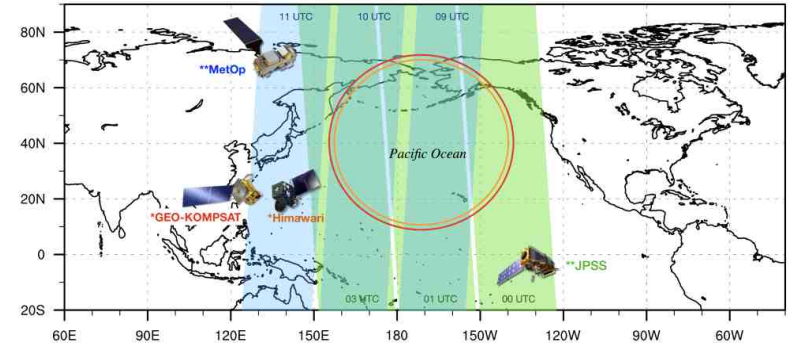 80N
60N
40N
20N
0
20S
11 UTC
10 UTC
09 UTC
**MetOp
Pacific Ocean
*GEO-KOMPSAT
*Himawari
**JPSS
03 UTC
01 UTC
00 UTC
60E
90E
120E
150E
180
150W
120W
90W
60W